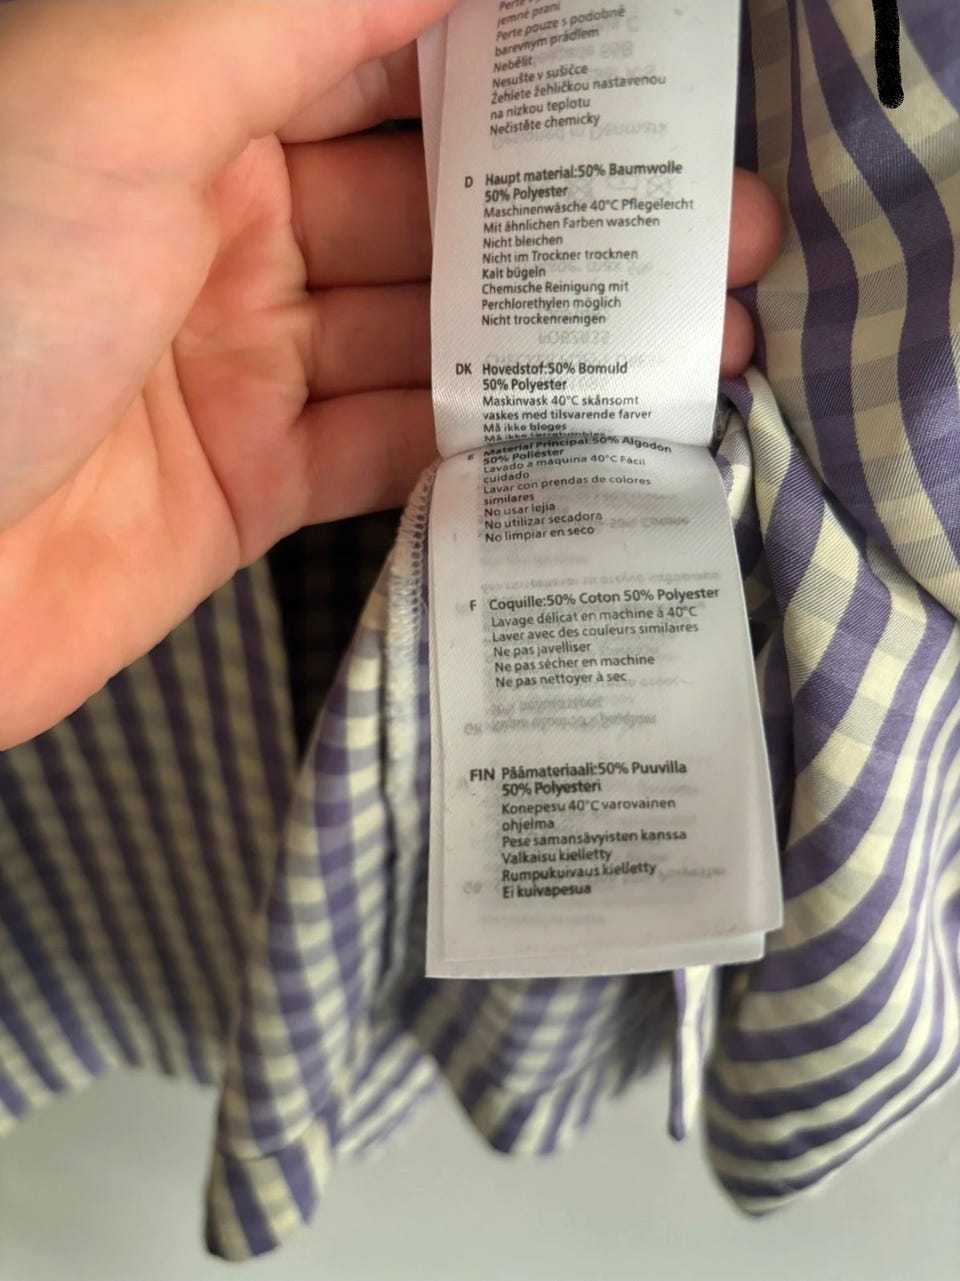 jemné praní
Perte pouze s podobně
barevným prádlem
Nebělit
Nesušte v sušičce
Žehlete žehličkou nastavenou
na nízkou teplotu
Nečistěte chemicky
Designed in Denmark
D Haupt material:50% Baumwolle
50% Polyester
Maschinenwäsche 40°C Pflegeleicht
Mit ähnlichen Farben waschen
Nicht bleichen
Nicht im Trockner trocknen
Kalt bügeln
Chemische Reinigung mit
Perchlorethylen möglich
Nicht trockenreinigen
DK Hovedstof:50% Bomuld
50% Polyester
Maskinvask 40°C skånsomt
vaskes med tilsvarende farver
Må ikke bleges
Må ikke tørretumbles
E Material Principal:50% Algodón
50% Poliéster
Lavado a máquina 40°C Fácil
cuidado
Lavar con prendas de colores
similares
No usar lejía
No utilizar secadora
No limpiar en seco
F Coquille:50% Coton 50% Polyester
Lavage délicat en machine à 40°C
Laver avec des couleurs similaires
Ne pas javelliser
Ne pas sécher en machine
Ne pas nettoyer à sec
FIN Päämateriaali:50% Puuvilla
50% Polyesteri
Konepesu 40°C varovainen
ohjelma
Pese samansävyisten kanssa
Valkaisu kielletty
Rumpukuivaus kielletty
Ei kuivapesua